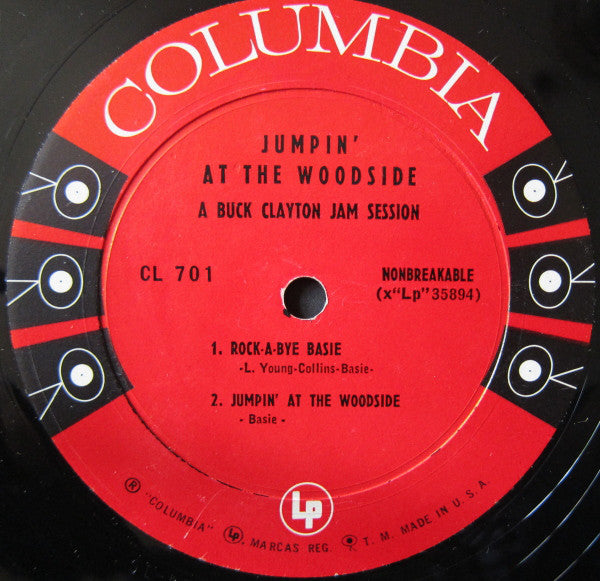 COLUMBIA
JUMPIN'
AT THE WOODSIDE
A BUCK CLAYTON JAM SESSION
CL 701
NONBREAKABLE
(x"Lp" 35894)
1. ROCK-A-BYE BASIE
-L. Young-Collins-Basie-
2. JUMPIN' AT THE WOODSIDE
- Basie -
Lp
Ⓡ "COLUMBIA" Lp MARCAS REG. T. M. MADE IN U. S. A.